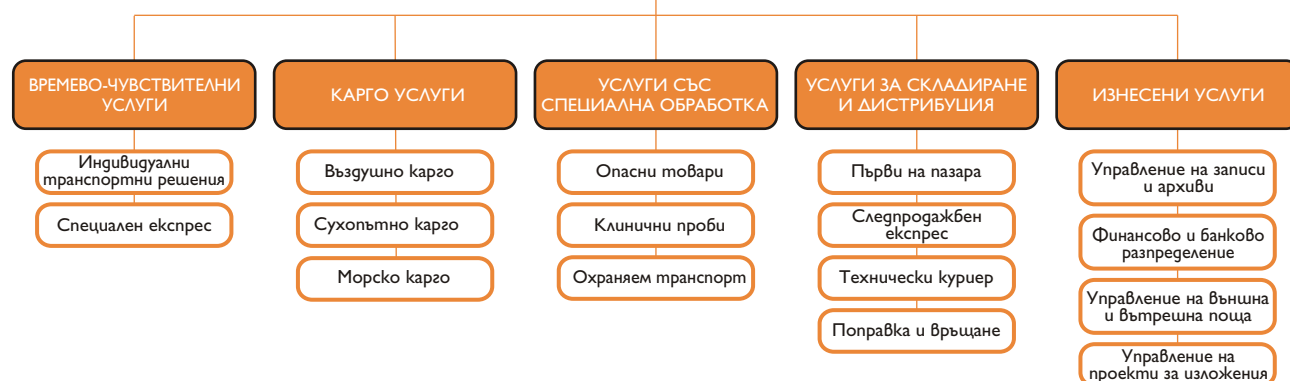 ВРЕМЕВО-ЧУВСТВИТЕЛНИ
УСЛУГИ
Индивидуални
транспортни решения
Специален експрес
КАРГО УСЛУГИ
Въздушно карго
Сухопътно карго
Морско карго
УСЛУГИ СЪС
СПЕЦИАЛНА ОБРАБОТКА
Опасни товари
Клинични проби
Охраняем транспорт
УСЛУГИ ЗА СКЛАДИРАНЕ
И ДИСТРИБУЦИЯ
Първи на пазара
Следпродажбен
експрес
Технически куриер
Поправка и връщане
ИЗНЕСЕНИ УСЛУГИ
Управление на записи
и архиви
Финансово и банково
разпределение
Управление на външна
и вътрешна поща
Управление на
проекти за изложения